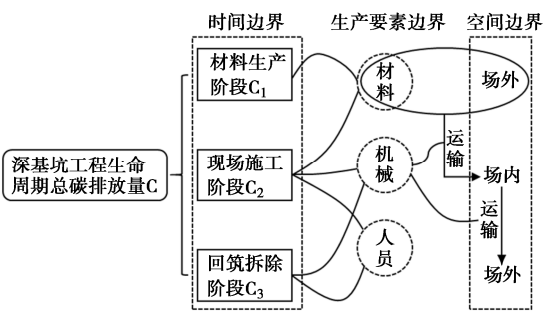 时间边界 生产要素边界 空间边界
材料生产
阶段C1
材
料
场外
深基坑工程生命
周期总碳排放量C
现场施工
阶段C2
机
械
运
输
场内
运
输
回筑拆除
阶段C3
人
员
场外